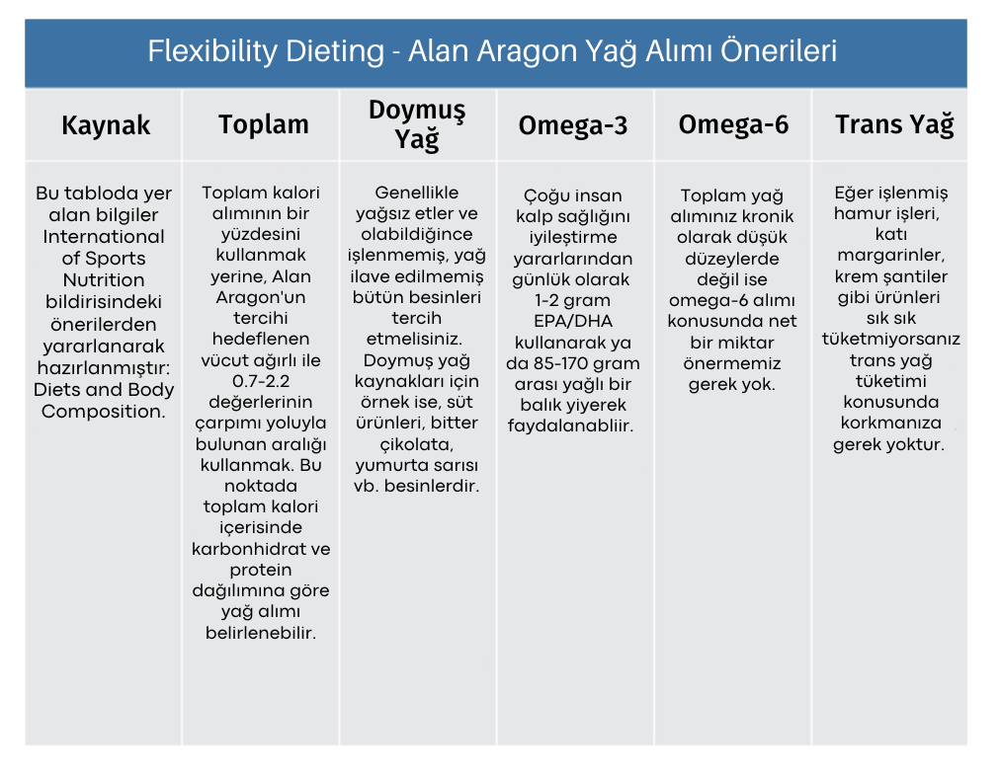 Flexibility Dieting - Alan Aragon Yağ Alımı Önerileri
Kaynak
Toplam
Doymuş
Yağ
Omega-3
Omega-6
Trans Yağ
Bu tabloda yer
alan bilgiler
International
of Sports
Nutrition
bildirisindeki
önerilerden
yararlanarak
hazırlanmıştır:
Diets and Body
Composition.
Toplam kalori
alımının bir
yüzdesini
kullanmak
yerine, Alan
Aragon'un
tercihi
hedeflenen
vücut ağırlı ile
0.7-2.2
değerlerinin
çarpımı yoluyla
bulunan aralığı
kullanmak. Bu
noktada
toplam kalori
içerisinde
karbonhidrat ve
protein
dağılımına göre
yağ alımı
belirlenebilir.
Genellikle
yağsız etler ve
olabildiğince
işlenmemiş, yağ
ilave edilmemiş
bütün besinleri
tercih
etmelisiniz.
Doymuş yağ
kaynakları için
örnek ise, süt
ürünleri, bitter
çikolata,
yumurta sarısı
vb. besinlerdir.
Çoğu insan
kalp sağlığını
iyileştirme
yararlarından
günlük olarak
1-2 gram
EPA/DHA
kullanarak ya
da 85-170 gram
arası yağlı bir
balık yiyerek
faydalanabliir.
Toplam yağ
alımınız kronik
olarak düşük
düzeylerde
değil ise
omega-6 alımı
konusunda net
bir miktar
önermemiz
gerek yok.
Eğer işlenmiş
hamur işleri,
katı
margarinler,
krem şantiler
gibi ürünleri
sık sık
tüketmiyorsanız
trans yağ
tüketimi
konusunda
korkmanıza
gerek yoktur.